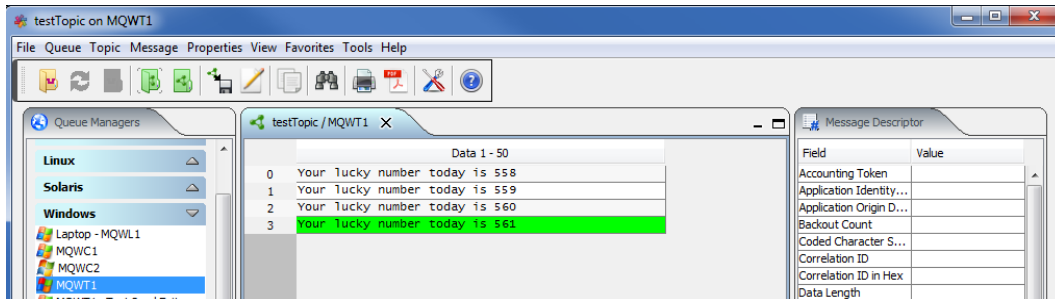 testTopic on MQWT1
File Queue Topic Message Properties View Favorites Tools Help
PDF
Queue Managers
Linux
Solaris
Windows
Laptop - MQWL1
MQWC1
MQWC2
MQWT1
testTopic / MQWT1 X
Data 1 - 50
0 Your lucky number today is 558
1 Your lucky number today is 559
2 Your lucky number today is 560
3 Your lucky number today is 561
Message Descriptor
Field Value
Accounting Token
Application Identity...
Application Origin D...
Backout Count
Coded Character S...
Correlation ID
Correlation ID in Hex
Data Length